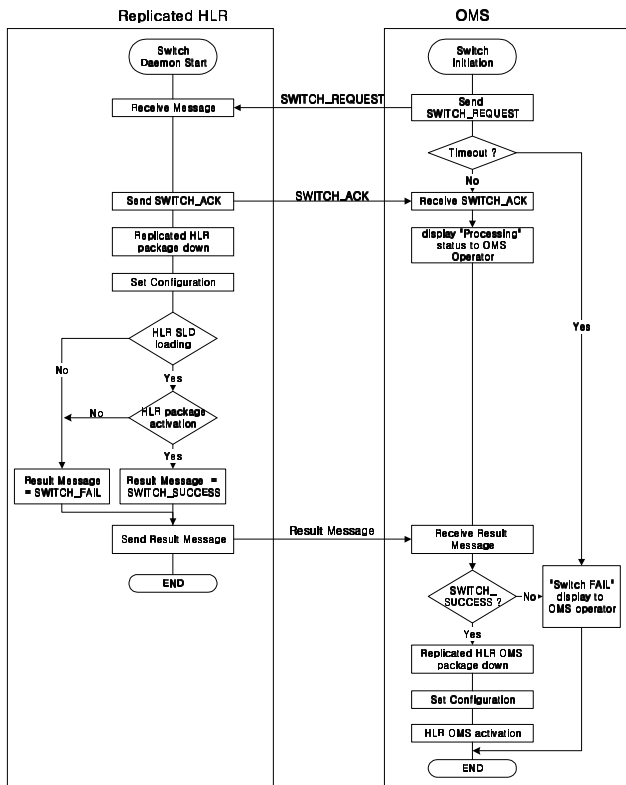 Replicated HLR
OMS
Switch
Daemon Start
Switch
Initiation
Receive Message
SWITCH_REQUEST
Send
SWITCH_REQUEST
Timeout ?
No
Send SWITCH_ACK
SWITCH_ACK
Receive SWITCH_ACK
Replicated HLR
package down
display "Processing"
status to OMS
Operator
Set Configuration
HLR SLD
loading
Yes
No
Yes
HLR package
activation
No
Yes
Result Message
= SWITCH_FAIL
Result Message =
SWITCH_SUCCESS
Send Result Message
Result Message
Receive Result
Message
END
SWITCH_
SUCCESS ?
No
"Switch FAIL"
display to
OMS operator
Yes
Replicated HLR OMS
package down
Set Configuration
HLR OMS activation
END